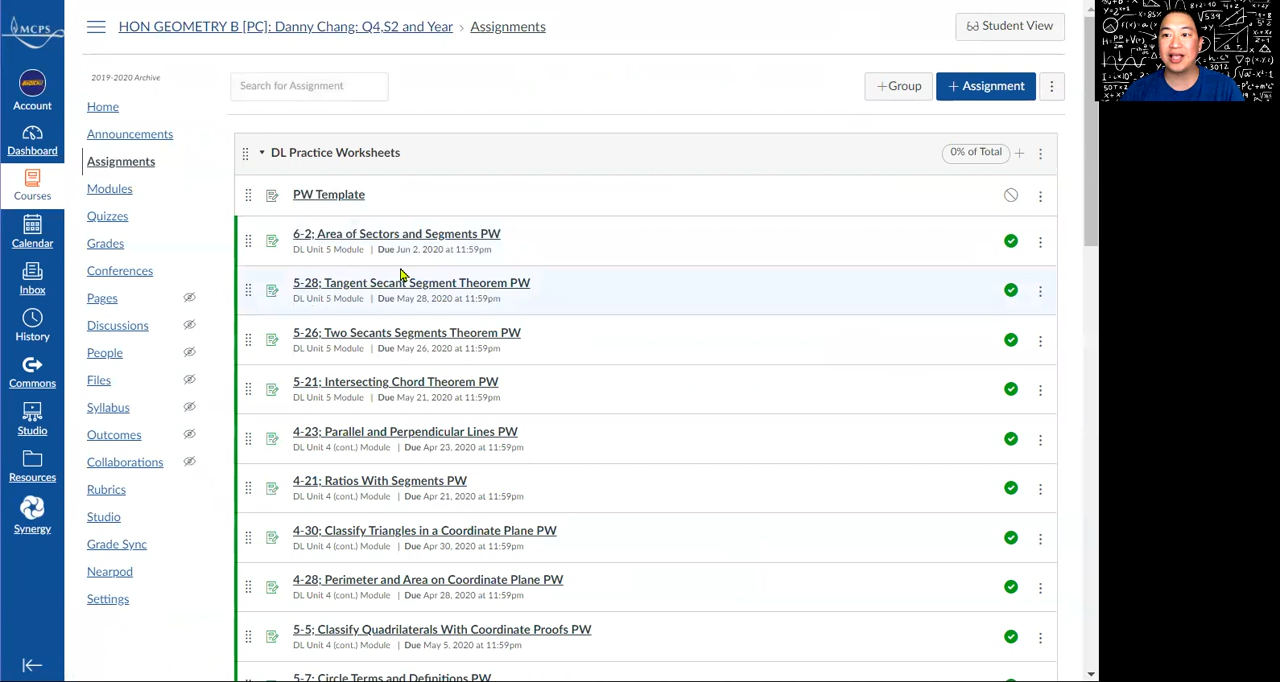 MCPS
HON GEOMETRY B [PC]: Danny Chang: Q4,S2 and Year › Assignments
Student View
2019-2020 Archive
Account
Dashboard
Courses
Calendar
Inbox
History
Commons
Studio
Resources
Synergy
Home
Announcements
Assignments
Modules
Quizzes
Grades
Conferences
Pages
Discussions
People
Files
Syllabus
Outcomes
Collaborations
Rubrics
Studio
Grade Sync
Nearpod
Settings
Search for Assignment
+Group
+ Assignment
DL Practice Worksheets
0% of Total
PW Template
6-2; Area of Sectors and Segments PW
DL Unit 5 Module | Due Jun 2, 2020 at 11:59pm
5-28; Tangent Secant Segment Theorem PW
DL Unit 5 Module | Due May 28, 2020 at 11:59pm
5-26; Two Secants Segments Theorem PW
DL Unit 5 Module | Due May 26, 2020 at 11:59pm
5-21; Intersecting Chord Theorem PW
DL Unit 5 Module | Due May 21, 2020 at 11:59pm
4-23; Parallel and Perpendicular Lines PW
DL Unit 4 (cont.) Module | Due Apr 23, 2020 at 11:59pm
4-21; Ratios With Segments PW
DL Unit 4 (cont.) Module | Due Apr 21, 2020 at 11:59pm
4-30; Classify Triangles in a Coordinate Plane PW
DL Unit 4 (cont.) Module | Due Apr 30, 2020 at 11:59pm
4-28; Perimeter and Area on Coordinate Plane PW
DL Unit 4 (cont.) Module | Due Apr 28, 2020 at 11:59pm
5-5; Classify Quadrilaterals With Coordinate Proofs PW
DL Unit 4 (cont.) Module | Due May 5, 2020 at 11:59pm
5-7; Circle Terms and Definitions PW